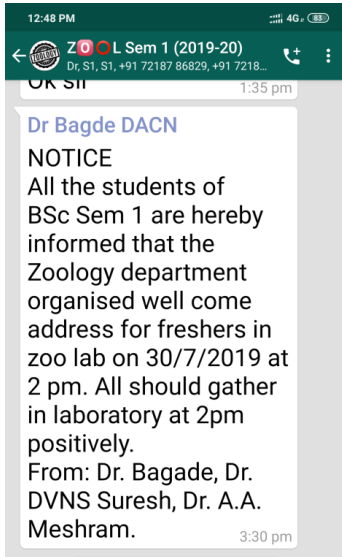 12:48 PM 4G 83
ZOOL Sem 1 (2019-20)
Dr, S1, S1, +91 72187 86829, +91 7218...
Ok sir
1:35 pm
Dr Bagde DACN
NOTICE
All the students of
BSc Sem 1 are hereby
informed that the
Zoology department
organised well come
address for freshers in
zoo lab on 30/7/2019 at
2 pm. All should gather
in laboratory at 2pm
positively.
From: Dr. Bagade, Dr.
DVNS Suresh, Dr. A.A.
Meshram.
3:30 pm